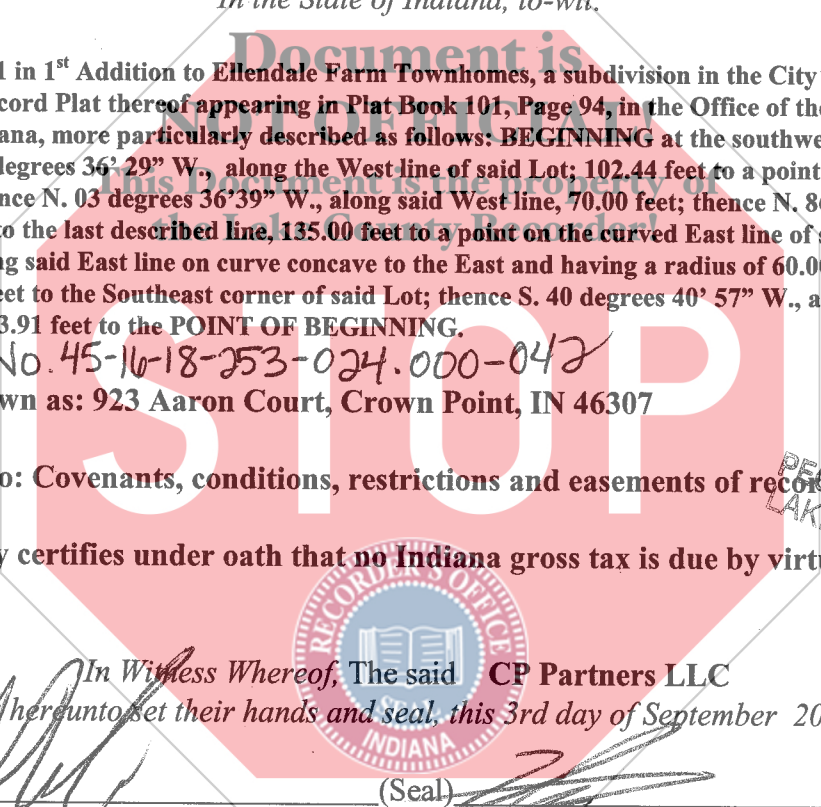 In the State of Indiana, to-wit:
Document is
1 in 1st Addition to Ellendale Farm Townhomes, a subdivision in the City
cord Plat thereof appearing in Plat Book 101, Page 94, in the Office of the
NOT OFFICIAL!
ana, more particularly described as follows: BEGINNING at the southwe
degrees 36' 29" W., along the West line of said Lot; 102.44 feet to a point
This Document is the property of
nce N. 03 degrees 36'39" W., along said West line, 70.00 feet; thence N. 8
the Lake County Recorder!
o the last described line, 135.00 feet to a point on the curved East line of s
ng said East line on curve concave to the East and having a radius of 60.0
eet to the Southeast corner of said Lot; thence S. 40 degrees 40' 57" W., a
3.91 feet to the POINT OF BEGINNING.
No. 45-16-18-253-024.000-042
wn as: 923 Aaron Court, Crown Point, IN 46307
STOP
o: Covenants, conditions, restrictions and easements of recor
LAK
y certifies under oath that no Indiana gross tax is due by virtu
RECORDER'S OFFICE
SEAL
INDIANA
In Witness Whereof, The said CP Partners LLC
hereunto set their hands and seal, this 3rd day of September 20
(Seal)